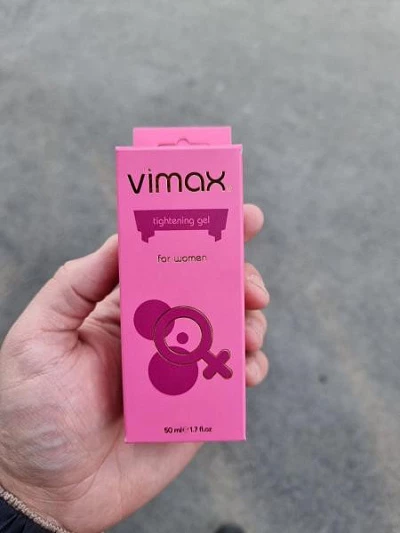 vimax
tightening gel
for women
50 ml℮1.7 fl.oz